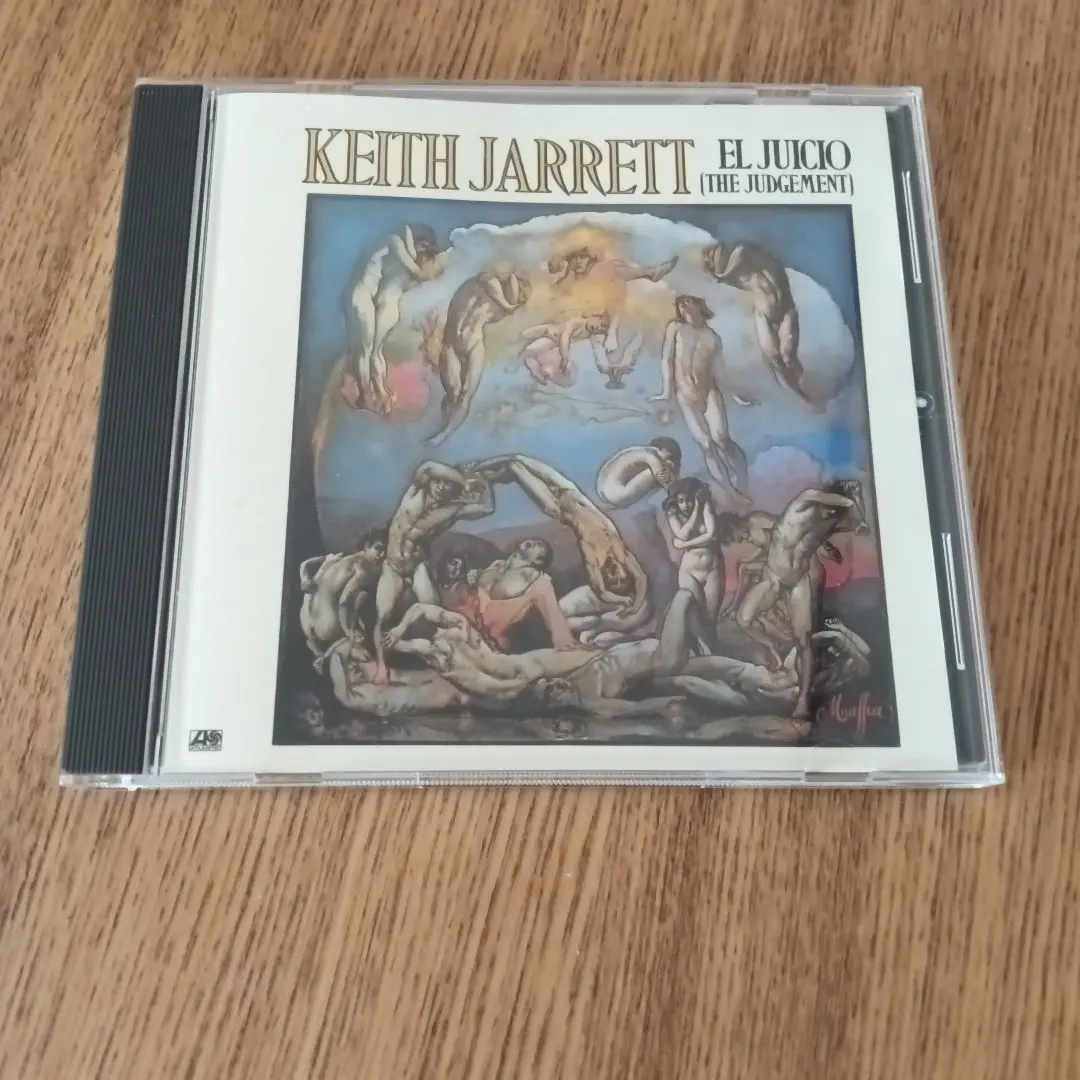 KEITH JARRETT
EL JUICIO
(THE JUDGEMENT)